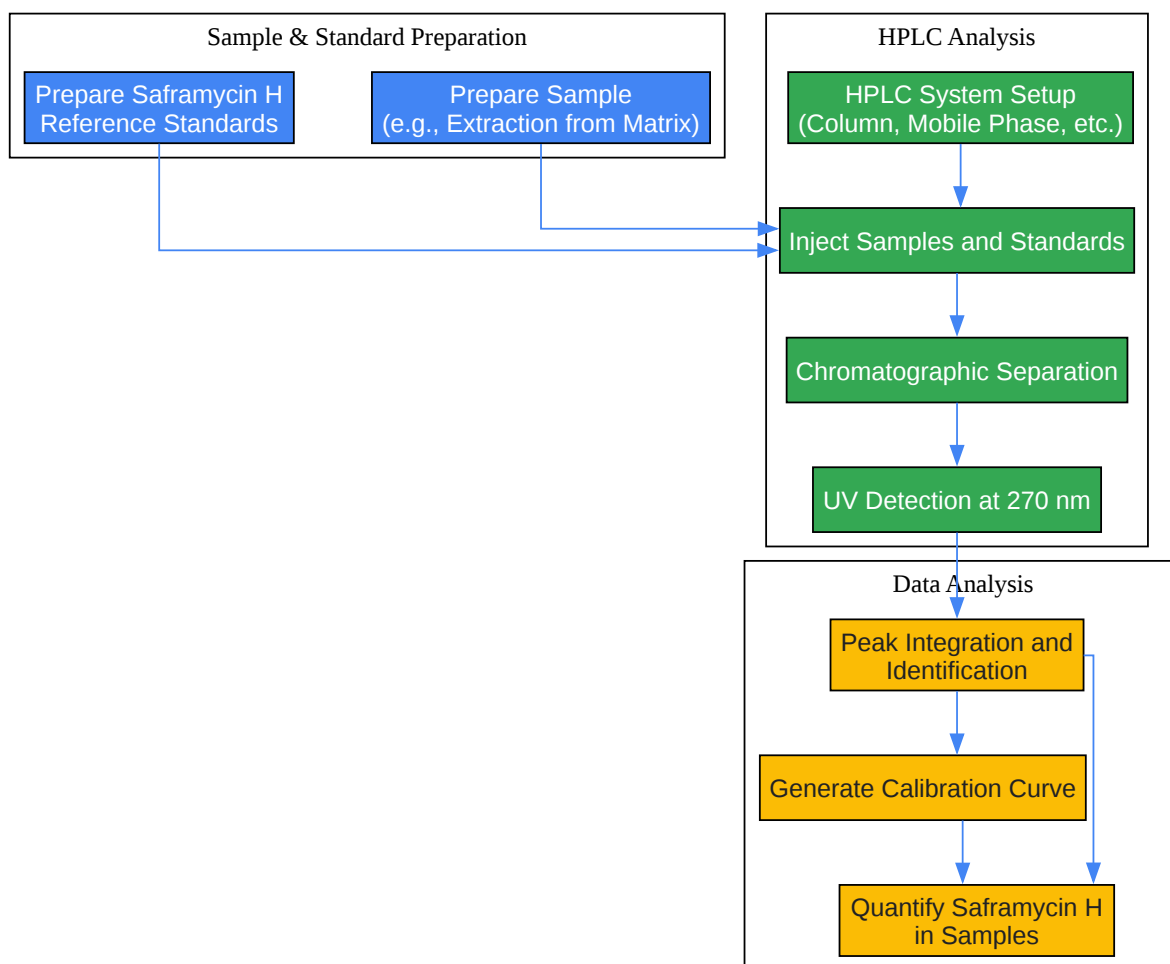 Sample & Standard Preparation
Prepare Saframycin H
Reference Standards
Prepare Sample
(e.g., Extraction from Matrix)
HPLC Analysis
HPLC System Setup
(Column, Mobile Phase, etc.)
Inject Samples and Standards
Chromatographic Separation
UV Detection at 270 nm
Data Analysis
Peak Integration and
Identification
Generate Calibration Curve
Quantify Saframycin H
in Samples